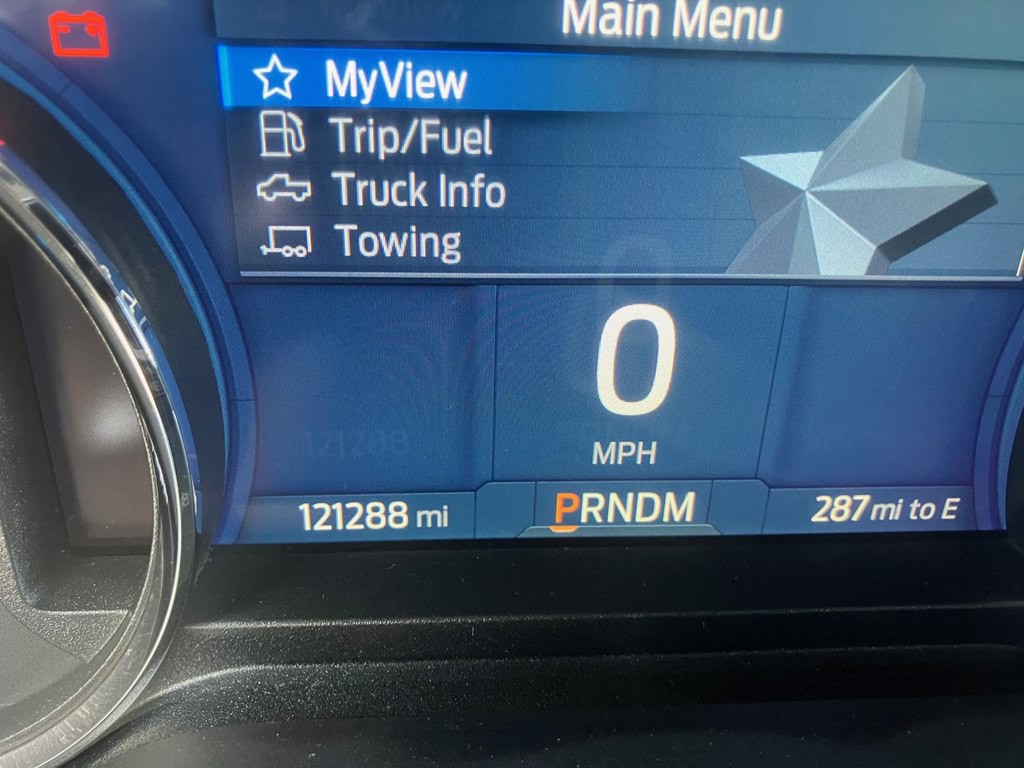 Main Menu
MyView
Trip/Fuel
Truck Info
Towing
0
MPH
121288 mi
PRNDM
287 mi to E